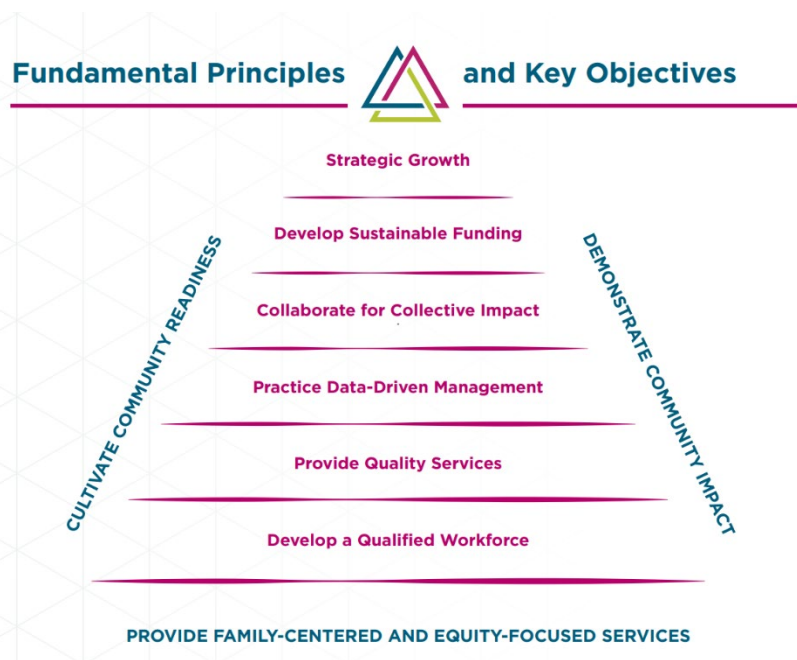 Fundamental Principles and Key Objectives
Strategic Growth
Develop Sustainable Funding
Collaborate for Collective Impact
Practice Data-Driven Management
Provide Quality Services
Develop a Qualified Workforce
CULTIVATE COMMUNITY READINESS
DEMONSTRATE COMMUNITY IMPACT
PROVIDE FAMILY-CENTERED AND EQUITY-FOCUSED SERVICES